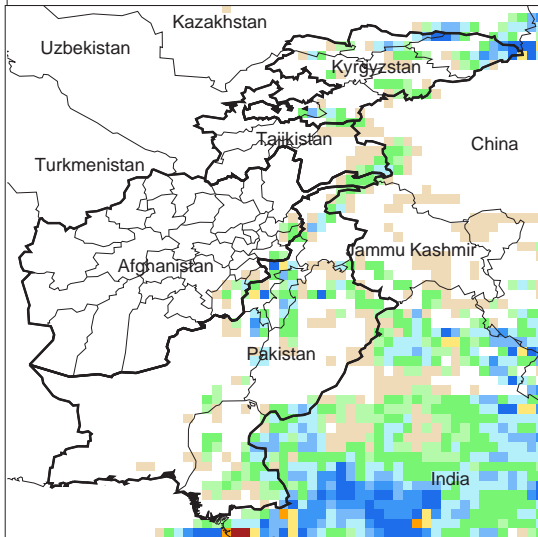 Kazakhstan
Uzbekistan
Kyrgyzstan
Tajikistan
China
Turkmenistan
Jammu Kashmir
Afghanistan
Pakistan
India